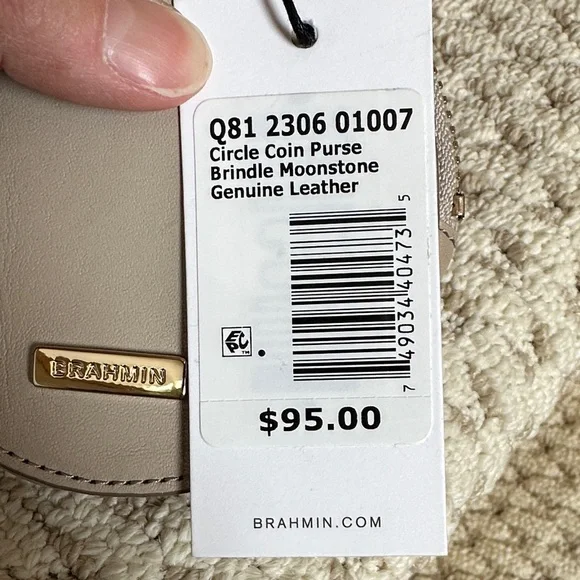 Q81 2306 01007
Circle Coin Purse
Brindle Moonstone
Genuine Leather
7 49034 40473 5
EPC™
BRAHMIN
$95.00
BRAHMIN.COM